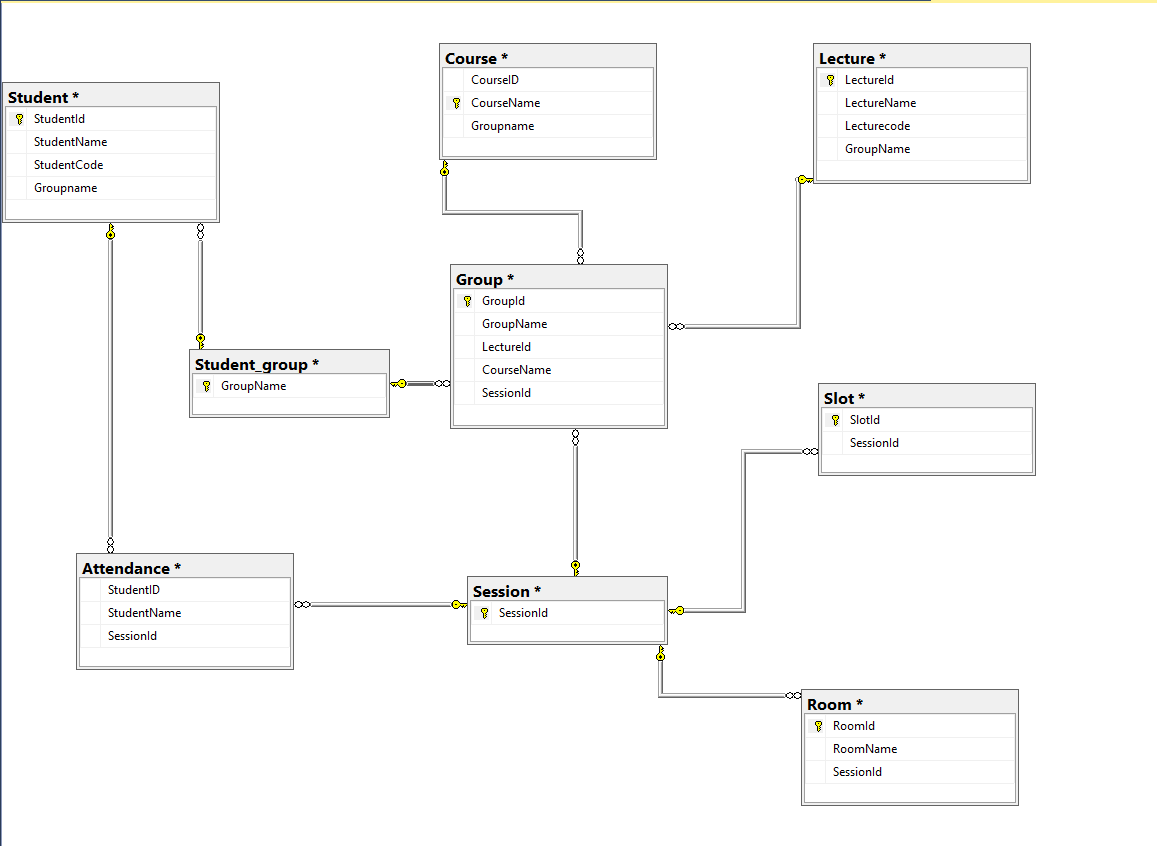 Course *
CourseID
CourseName
Groupname
Lecture *
LectureId
LectureName
Lecturecode
GroupName
Student *
StudentId
StudentName
StudentCode
Groupname
Group *
GroupId
GroupName
LectureId
CourseName
SessionId
Student_group *
GroupName
Slot *
SlotId
SessionId
Attendance *
StudentID
StudentName
SessionId
Session *
SessionId
Room *
RoomId
RoomName
SessionId